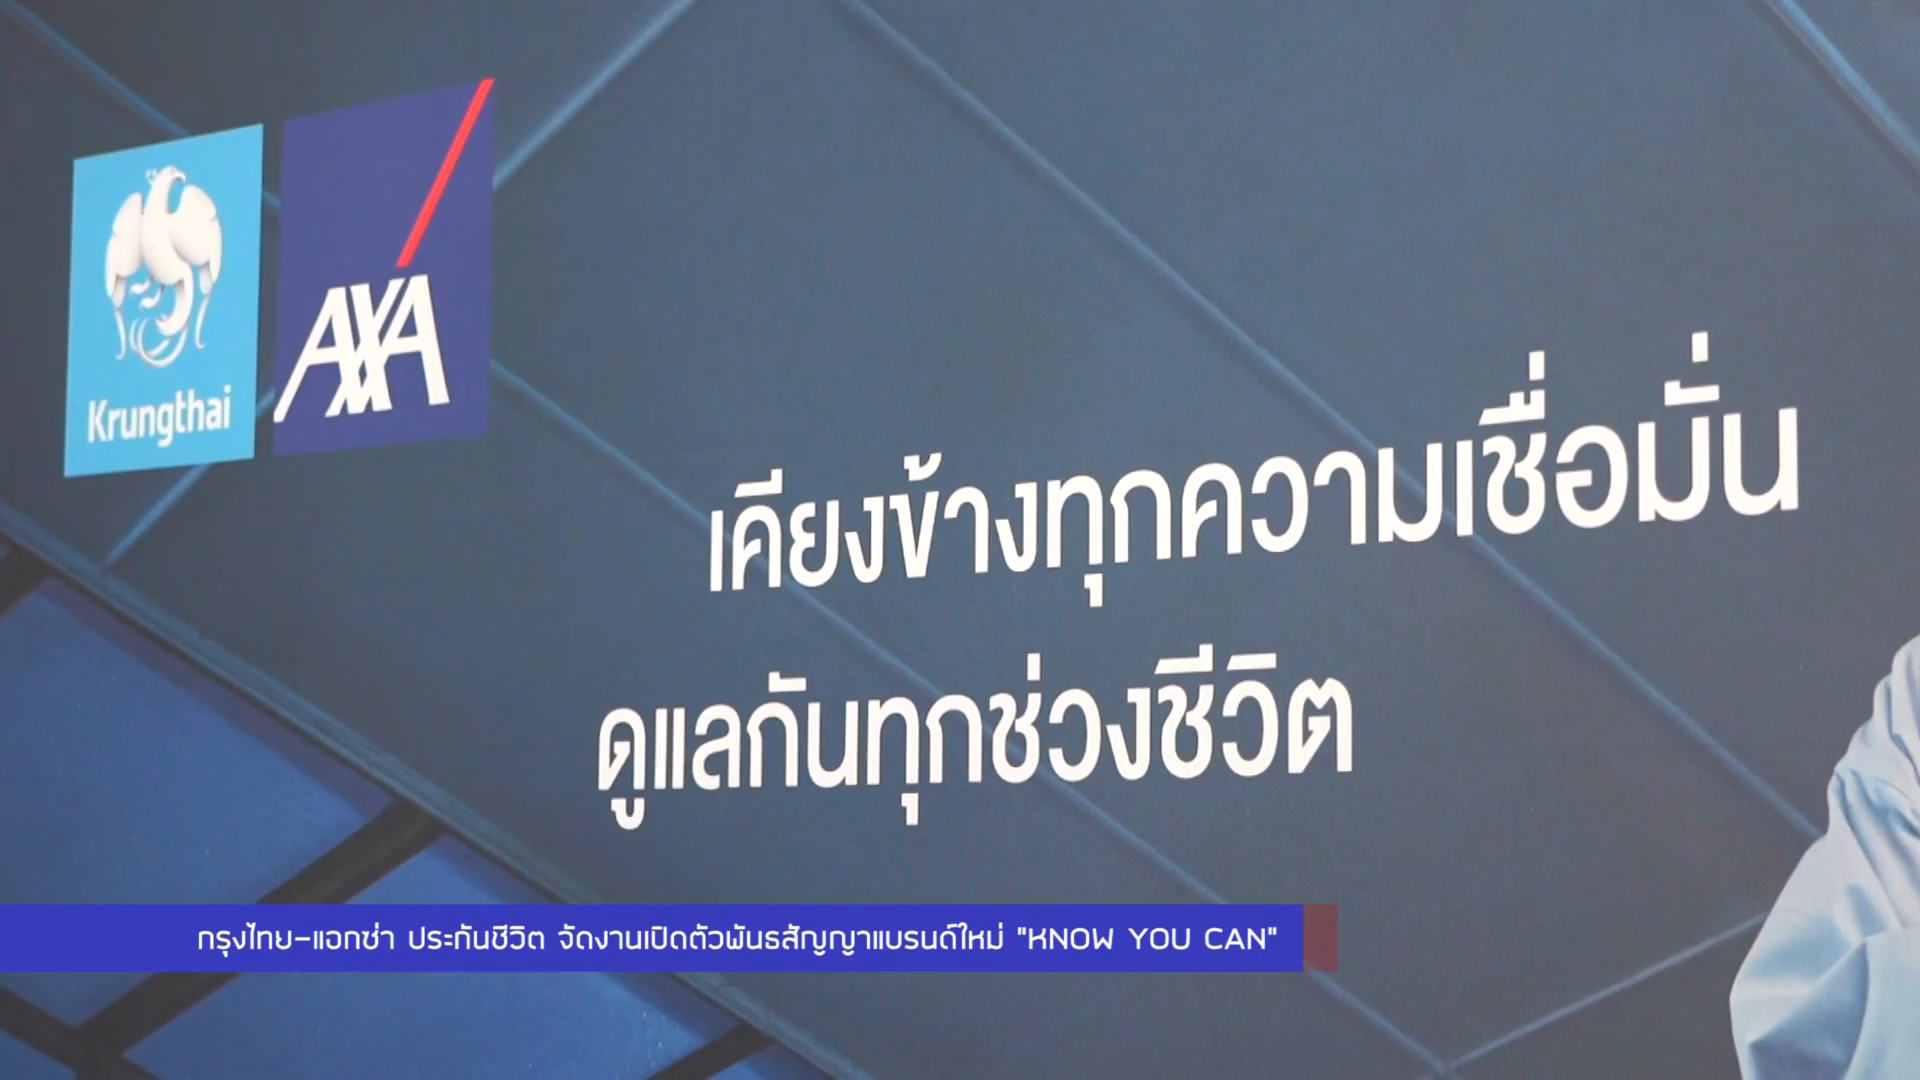 Krungthai
AXA
เคียงข้างทุกความเชื่อมั่น
ดูแลกันทุกช่วงชีวิต
กรุงไทย-แอกซ่า ประกันชีวิต จัดงานเปิดตัวพันธสัญญาแบรนด์ใหม่ "KNOW YOU CAN"